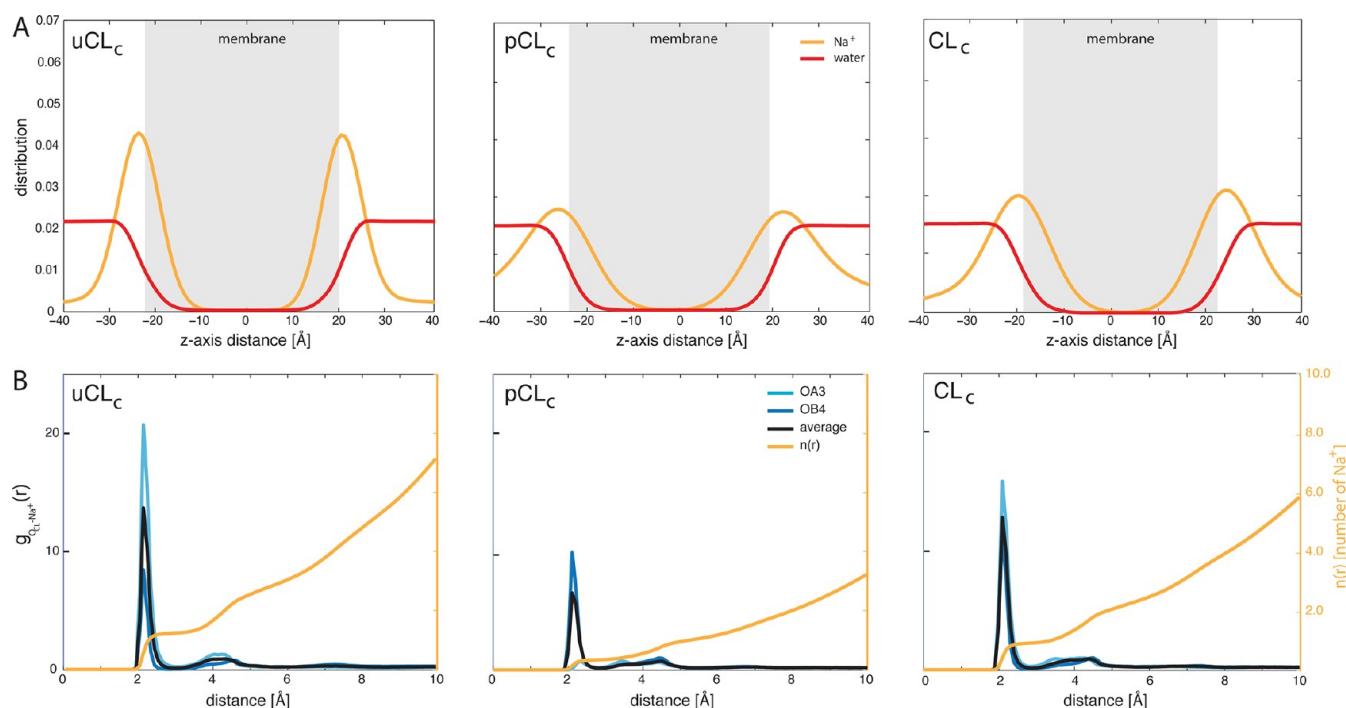 A
uCLc
membrane
pCLc
membrane
Na+
water
CLc
membrane
0.07
0.06
0.05
0.04
0.03
0.02
0.01
0
distribution
−40 −30 −20 −10 0 10 20 30 40
−40 −30 −20 −10 0 10 20 30 40
−40 −30 −20 −10 0 10 20 30 40
z-axis distance [Å]
z-axis distance [Å]
z-axis distance [Å]
B
uCLc
pCLc
OA3
OB4
average
n(r)
CLc
20
10
0
gOCL-Na+(r)
10.0
8.0
6.0
4.0
2.0
n(r) [number of Na+]
0 2 4 6 8 10
0 2 4 6 8 10
0 2 4 6 8 10
distance [Å]
distance [Å]
distance [Å]